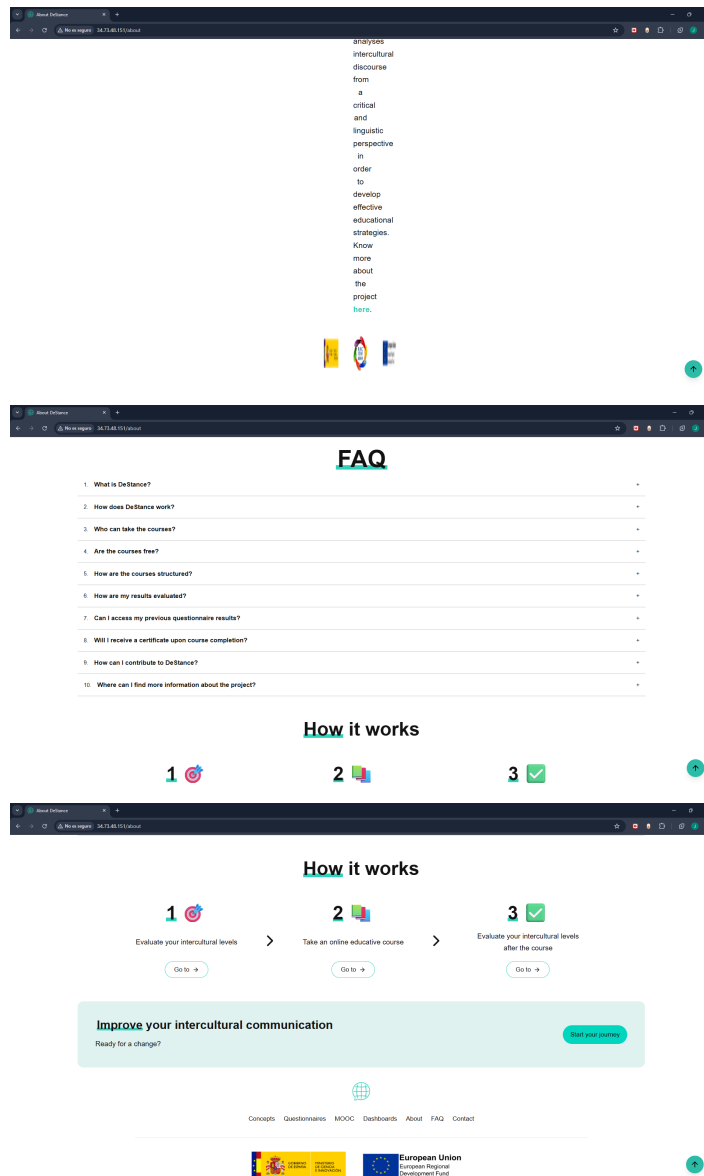 About DeStance
No es seguro 34.73.48.151/about
analyses
intercultural
discourse
from
a
critical
and
linguistic
perspective
in
order
to
develop
effective
educational
strategies.
Know
more
about
the
project
here.
About DeStance
No es seguro 34.73.48.151/about
FAQ
1. What is DeStance? +
2. How does DeStance work? +
3. Who can take the courses? +
4. Are the courses free? +
5. How are the courses structured? +
6. How are my results evaluated? +
7. Can I access my previous questionnaire results? +
8. Will I receive a certificate upon course completion? +
9. How can I contribute to DeStance? +
10. Where can I find more information about the project? +
How it works
1 2 3
About DeStance
No es seguro 34.73.48.151/about
How it works
1 2 3
Evaluate your intercultural levels
Take an online educative course
Evaluate your intercultural levels
after the course
Go to → Go to → Go to →
Improve your intercultural communication
Ready for a change?
Start your journey
Concepts Questionnaires MOOC Dashboards About FAQ Contact
GOBIERNO
DE ESPAÑA
MINISTERIO
DE CIENCIA
E INNOVACIÓN
European Union
European Regional
Development Fund